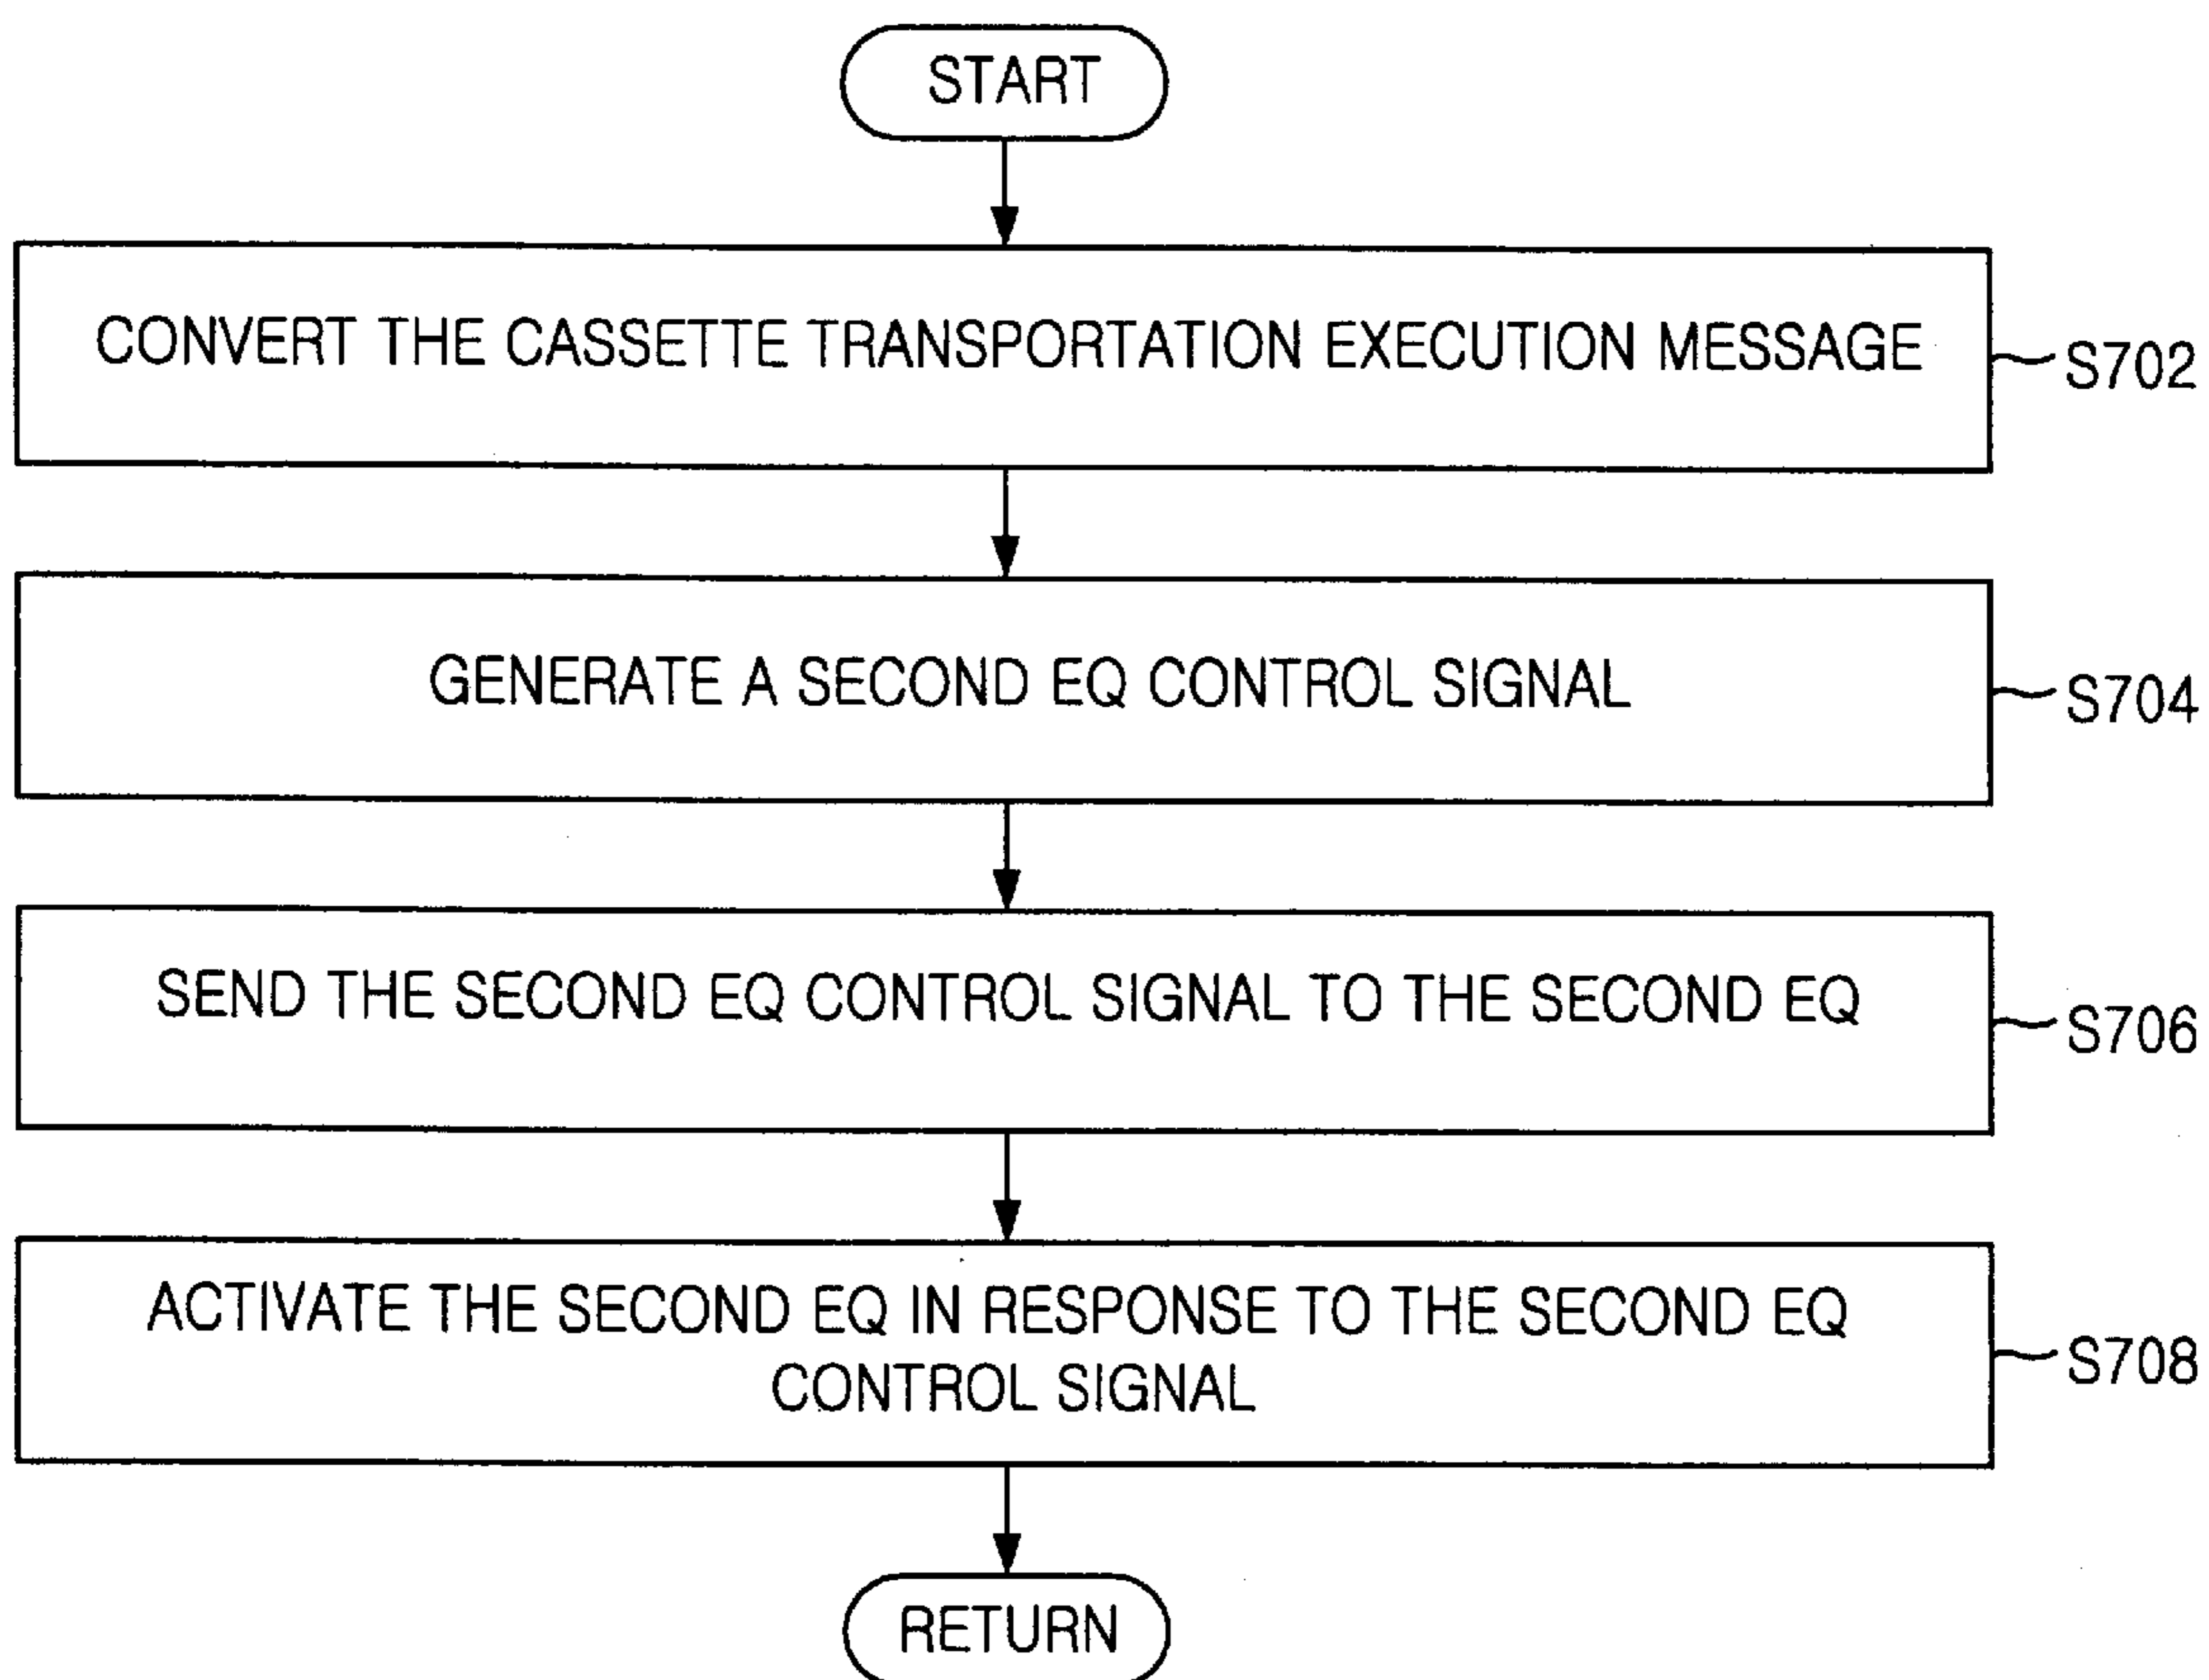 START
CONVERT THE CASSETTE TRANSPORTATION EXECUTION MESSAGE
S702
GENERATE A SECOND EQ CONTROL SIGNAL
S704
SEND THE SECOND EQ CONTROL SIGNAL TO THE SECOND EQ
S706
ACTIVATE THE SECOND EQ IN RESPONSE TO THE SECOND EQ
CONTROL SIGNAL
S708
RETURN